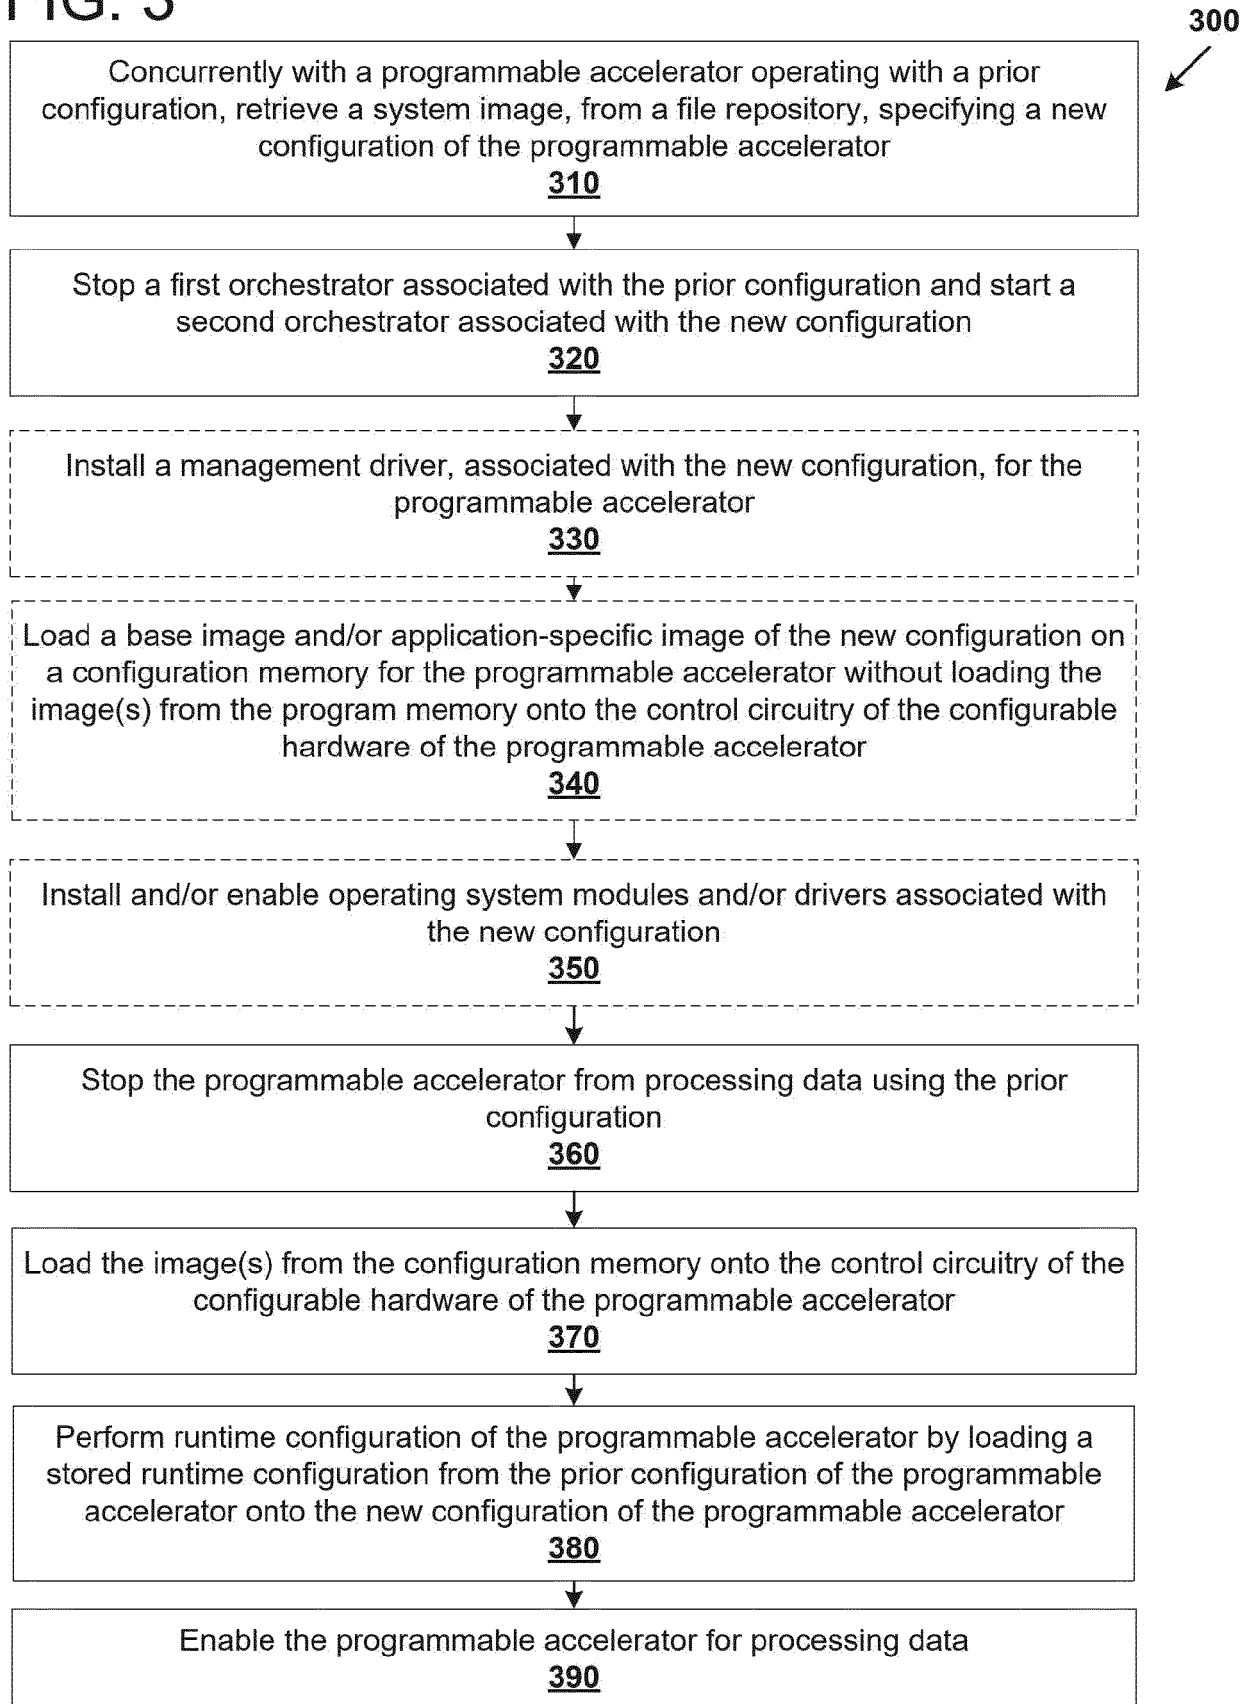 FIG. 3
300
Concurrently with a programmable accelerator operating with a prior
configuration, retrieve a system image, from a file repository, specifying a new
configuration of the programmable accelerator
310
Stop a first orchestrator associated with the prior configuration and start a
second orchestrator associated with the new configuration
320
Install a management driver, associated with the new configuration, for the
programmable accelerator
330
Load a base image and/or application-specific image of the new configuration on
a configuration memory for the programmable accelerator without loading the
image(s) from the program memory onto the control circuitry of the configurable
hardware of the programmable accelerator
340
Install and/or enable operating system modules and/or drivers associated with
the new configuration
350
Stop the programmable accelerator from processing data using the prior
configuration
360
Load the image(s) from the configuration memory onto the control circuitry of the
configurable hardware of the programmable accelerator
370
Perform runtime configuration of the programmable accelerator by loading a
stored runtime configuration from the prior configuration of the programmable
accelerator onto the new configuration of the programmable accelerator
380
Enable the programmable accelerator for processing data
390